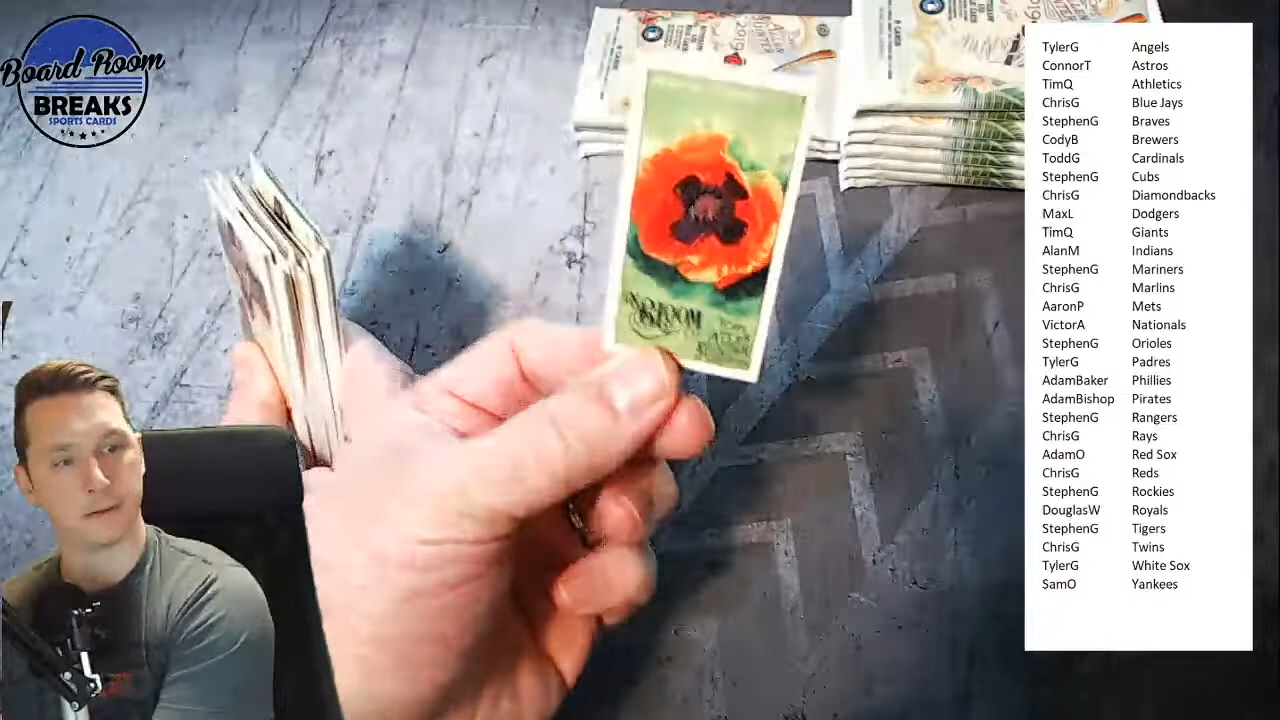 Board Room
BREAKS
SPORTS CARDS
2019
TylerG Angels
ConnorT Astros
TimQ Athletics
ChrisG Blue Jays
StephenG Braves
CodyB Brewers
ToddG Cardinals
StephenG Cubs
ChrisG Diamondbacks
MaxL Dodgers
TimQ Giants
AlanM Indians
StephenG Mariners
ChrisG Marlins
AaronP Mets
VictorA Nationals
StephenG Orioles
TylerG Padres
AdamBaker Phillies
AdamBishop Pirates
StephenG Rangers
ChrisG Rays
AdamO Red Sox
ChrisG Reds
StephenG Rockies
DouglasW Royals
StephenG Tigers
ChrisG Twins
TylerG White Sox
SamO Yankees